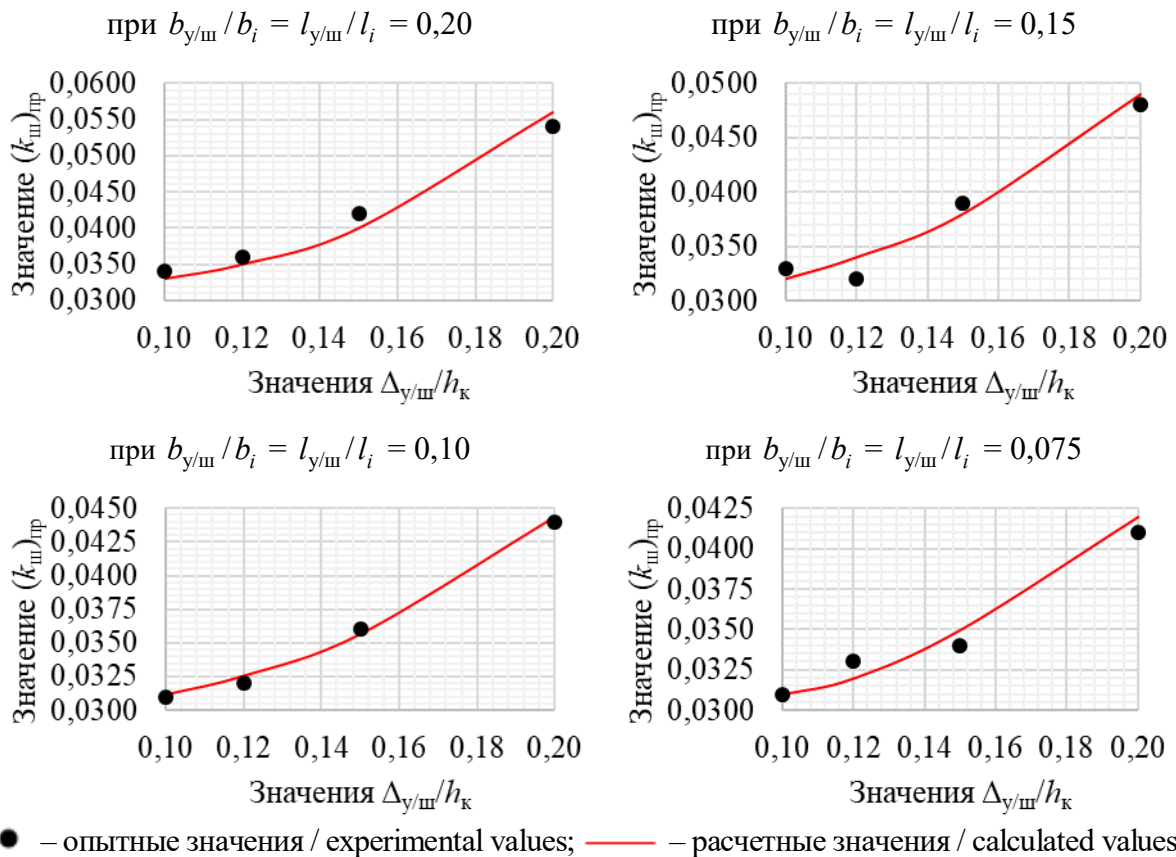 при b_у/ш / b_i = l_у/ш / l_i = 0,20
Значение (k_ш)_пр
0,0600
0,0550
0,0500
0,0450
0,0400
0,0350
0,0300
0,10 0,12 0,14 0,16 0,18 0,20
Значения Δ_у/ш/h_к
при b_у/ш / b_i = l_у/ш / l_i = 0,15
Значение (k_ш)_пр
0,0500
0,0450
0,0400
0,0350
0,0300
0,10 0,12 0,14 0,16 0,18 0,20
Значения Δ_у/ш/h_к
при b_у/ш / b_i = l_у/ш / l_i = 0,10
Значение (k_ш)_пр
0,0450
0,0425
0,0400
0,0375
0,0350
0,0325
0,0300
0,10 0,12 0,14 0,16 0,18 0,20
Значения Δ_у/ш/h_к
при b_у/ш / b_i = l_у/ш / l_i = 0,075
Значение (k_ш)_пр
0,0425
0,0400
0,0375
0,0350
0,0325
0,0300
0,10 0,12 0,14 0,16 0,18 0,20
Значения Δ_у/ш/h_к
– опытные значения / experimental values; – расчетные значения / calculated values